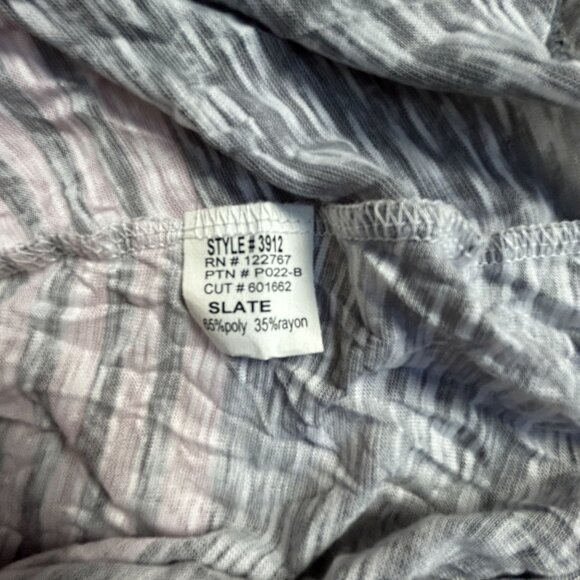 STYLE # 3912
RN # 122767
PTN # P022-B
CUT # 601662
SLATE
65%poly 35%rayon